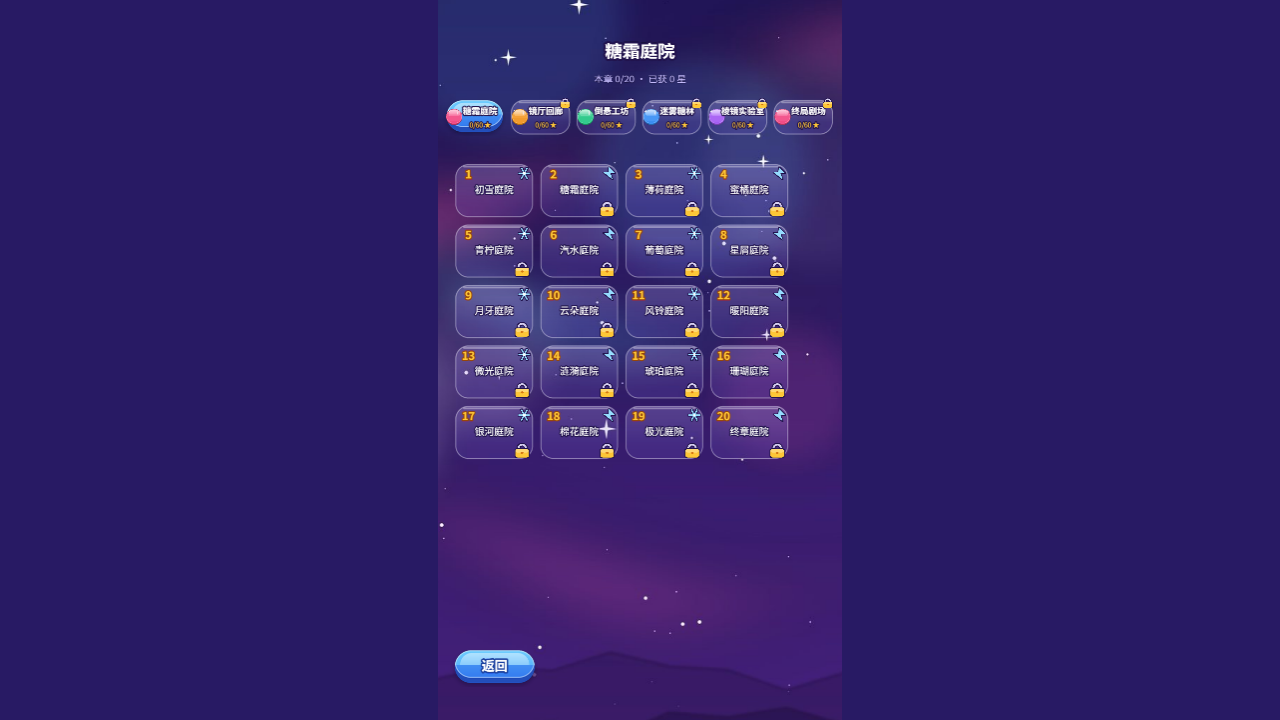 糖霜庭院
本章 0/20 · 已获 0 星
糖霜庭院 镜厅回廊 倒悬工坊 迷雾糖林 棱镜实验室 终局剧场
0/60★ 0/60★ 0/60★ 0/60★ 0/60★ 0/60★
1 2 3 4
初雪庭院 糖霜庭院 薄荷庭院 蜜橘庭院
5 6 7 8
青柠庭院 汽水庭院 葡萄庭院 星屑庭院
9 10 11 12
月牙庭院 云朵庭院 风铃庭院 暖阳庭院
13 14 15 16
微光庭院 涟漪庭院 琥珀庭院 珊瑚庭院
17 18 19 20
银河庭院 棉花庭院 极光庭院 终章庭院
返回